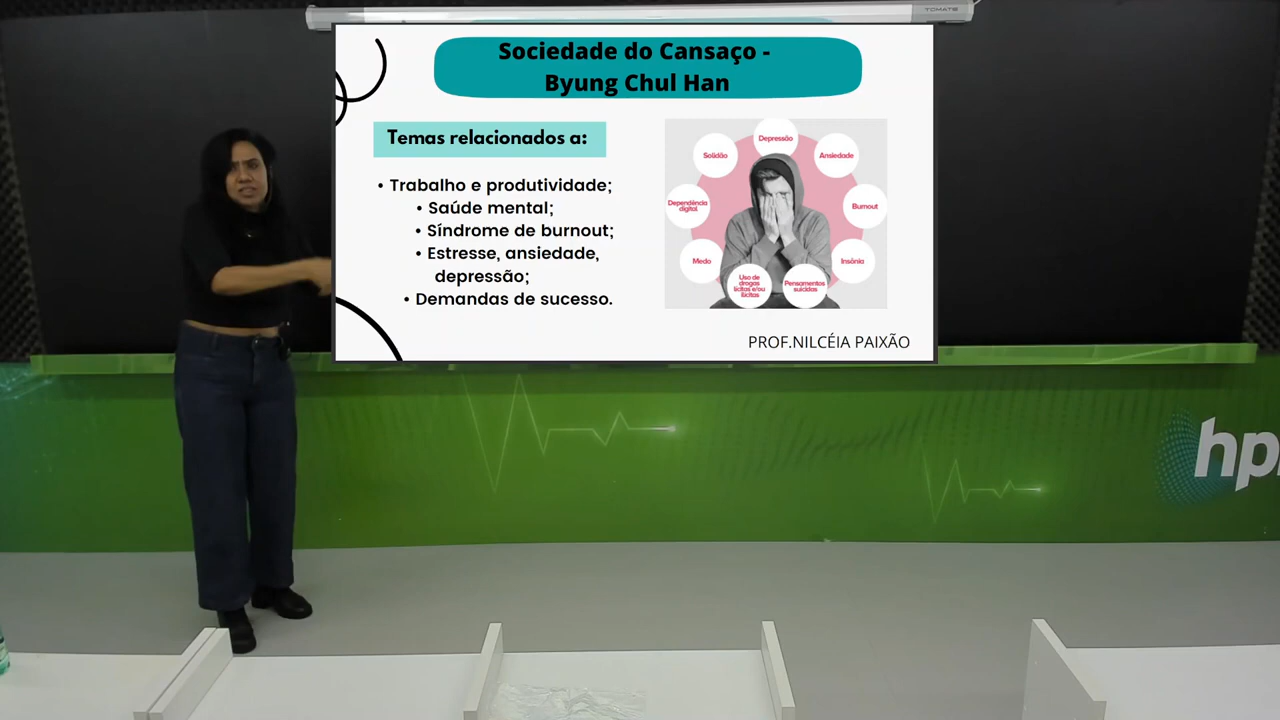 TOMATE
Sociedade do Cansaço -
Byung Chul Han
Temas relacionados a:
• Trabalho e produtividade;
• Saúde mental;
• Síndrome de burnout;
• Estresse, ansiedade,
depressão;
• Demandas de sucesso.
Depressão
Solidão
Ansiedade
Dependência
digital
Burnout
Medo
Insônia
Uso de
drogas
lícitas e/ou
ilícitas
Pensamentos
suicidas
PROF.NILCÉIA PAIXÃO